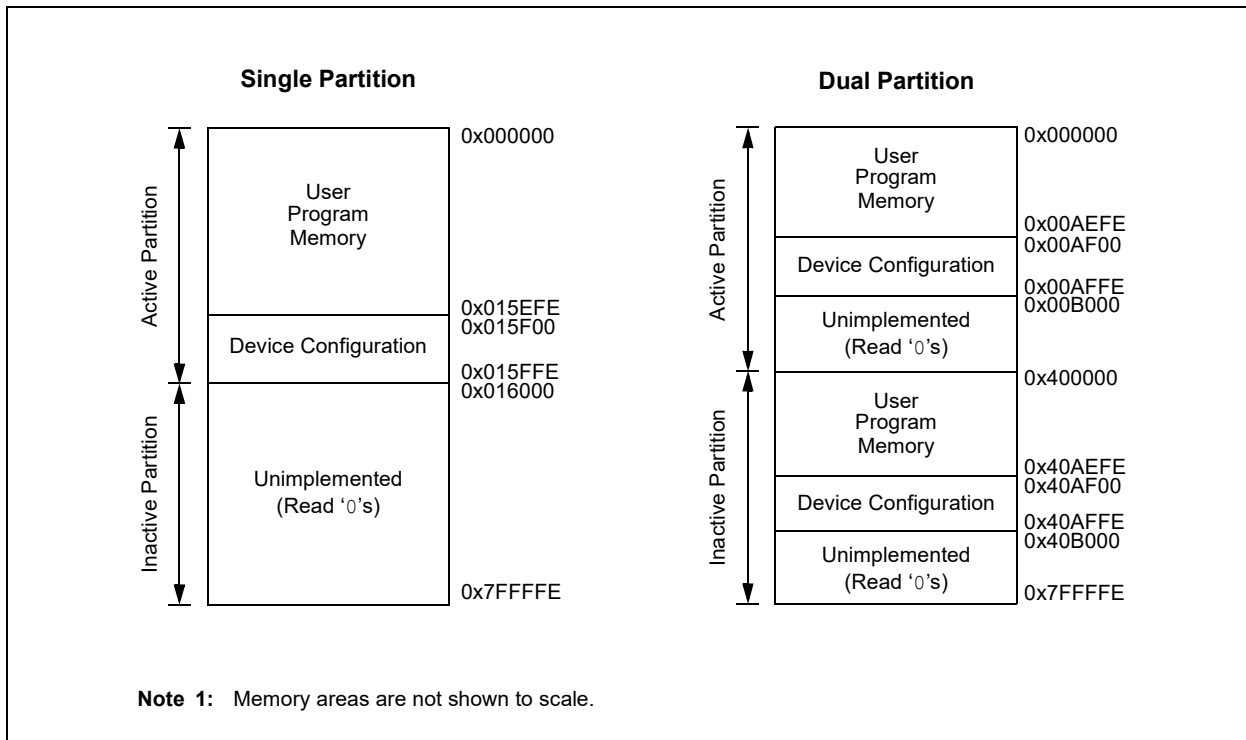 Single Partition
Active Partition
Inactive Partition
0x000000
User
Program
Memory
0x015EFE
0x015F00
Device Configuration
0x015FFE
0x016000
Unimplemented
(Read ‘0’s)
0x7FFFFE
Dual Partition
Active Partition
Inactive Partition
0x000000
User
Program
Memory
0x00AEFE
0x00AF00
Device Configuration
0x00AFFE
0x00B000
Unimplemented
(Read ‘0’s)
0x400000
User
Program
Memory
0x40AEFE
0x40AF00
Device Configuration
0x40AFFE
0x40B000
Unimplemented
(Read ‘0’s)
0x7FFFFE
Note 1: Memory areas are not shown to scale.